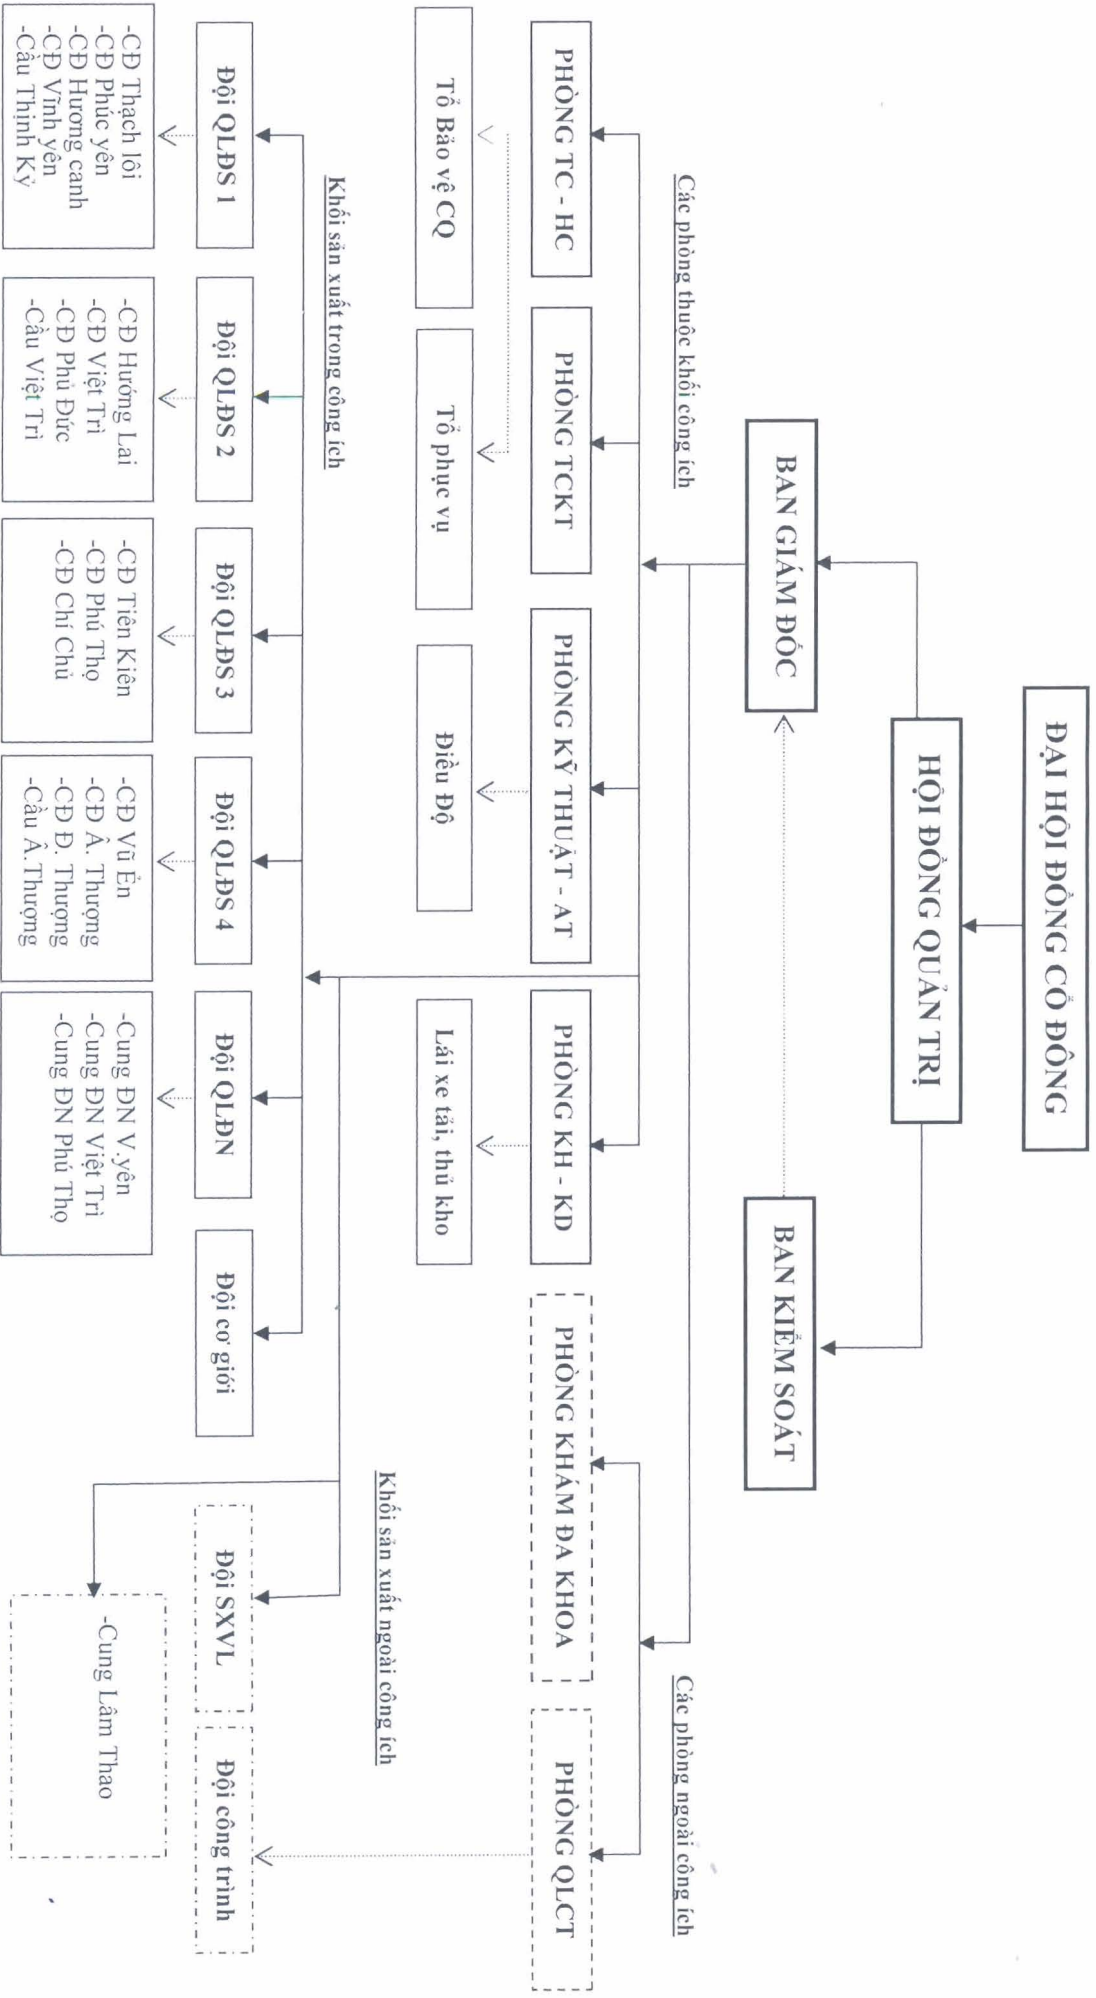 ĐẠI HỘI ĐỒNG CỔ ĐÔNG
HỘI ĐỒNG QUẢN TRỊ
BAN GIÁM ĐỐC
BAN KIỂM SOÁT
Các phòng thuộc khối công ích
Các phòng ngoài công ích
PHÒNG TC - HC
PHÒNG TCKT
PHÒNG KỸ THUẬT - AT
PHÒNG KH - KD
PHÒNG KHÁM ĐA KHOA
PHÒNG QLCT
Tổ Bảo vệ CQ
Tổ phục vụ
Điều Độ
Lái xe tải, thủ kho
Khối sản xuất trong công ích
Khối sản xuất ngoài công ích
Đội QLĐS 1
Đội QLĐS 2
Đội QLĐS 3
Đội QLĐS 4
Đội QLĐN
Đội cơ giới
Đội SXVL
Đội công trình
-CĐ Thạch lôi
-CĐ Phúc yên
-CĐ Hương canh
-CĐ Vĩnh yên
-Cầu Thịnh Kỷ
-CĐ Hướng Lai
-CĐ Việt Trì
-CĐ Phủ Đức
-Cầu Việt Trì
-CĐ Tiên Kiên
-CĐ Phú Thọ
-CĐ Chí Chủ
-CĐ Vũ Ẻn
-CĐ Â. Thượng
-CĐ Đ. Thượng
-Cầu Â.Thượng
-Cung ĐN V.yên
-Cung ĐN Việt Trì
-Cung ĐN Phú Thọ
-Cung Lâm Thao